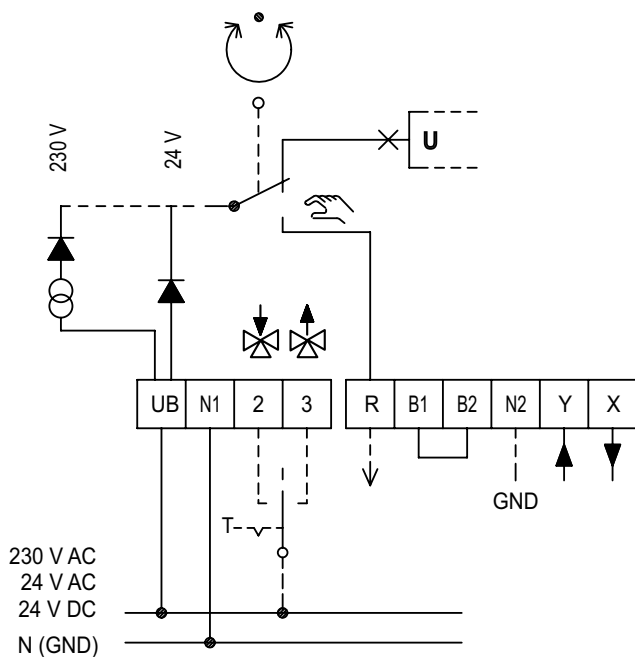 230 V
24 V
U
UB N1 2 3 R B1 B2 N2 Y X
GND
T
230 V AC
24 V AC
24 V DC
N (GND)